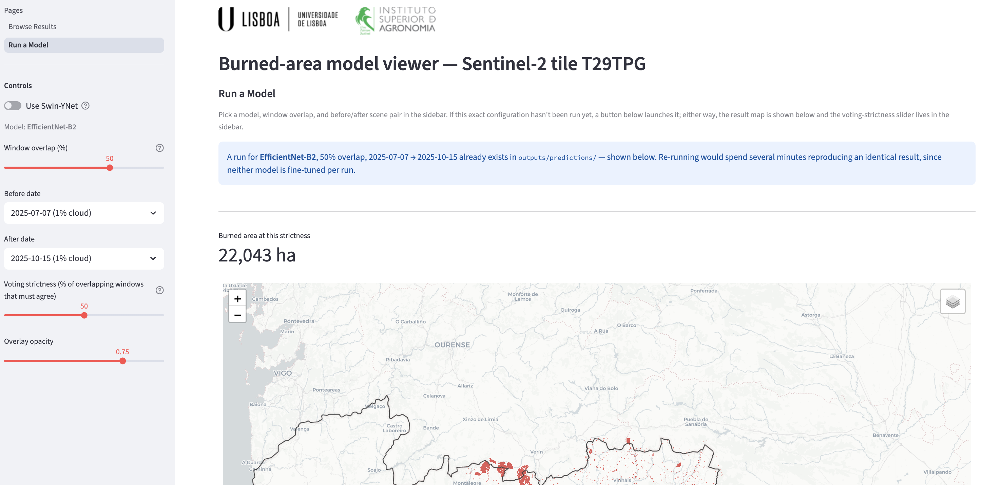 Pages
Browse Results
Run a Model
Controls
Use Swin-YNet
Model: EfficientNet-B2
Window overlap (%)
50
Before date
2025-07-07 (1% cloud)
After date
2025-10-15 (1% cloud)
Voting strictness (% of overlapping windows
that must agree)
50
Overlay opacity
0.75
U LISBOA
UNIVERSIDADE
DE LISBOA
INSTITUTO
SUPERIOR D
AGRONOMIA
Burned-area model viewer — Sentinel-2 tile T29TPG
Run a Model
Pick a model, window overlap, and before/after scene pair in the sidebar. If this exact configuration hasn't been run yet, a button below launches it; either way, the result map is shown below and the voting-strictness slider lives in the
sidebar.
A run for EfficientNet-B2, 50% overlap, 2025-07-07 → 2025-10-15 already exists in outputs/predictions/ — shown below. Re-running would spend several minutes reproducing an identical result, since
neither model is fine-tuned per run.
Burned area at this strictness
22,043 ha
+
−
ta Uxía de
Cambados
Monforte de
Lemos
Ponferrada
Quiroga
Astorga
Pontevedra
O Carballiño
O Barco
Marín
A Rúa
OURENSE
La Bañeza
Ribadavia
VIGO
Allariz
Viana do Bolo
Ponteareas
Celanova
Baiona
Melgaço
Xinzo de Limia
Puebla de
Sanabria
Castro
Laboreiro
Bande
Valença
Benavente
Verín
A Guarda
Caminha
Soajo
Villalpando
Vinhais
Montalegre